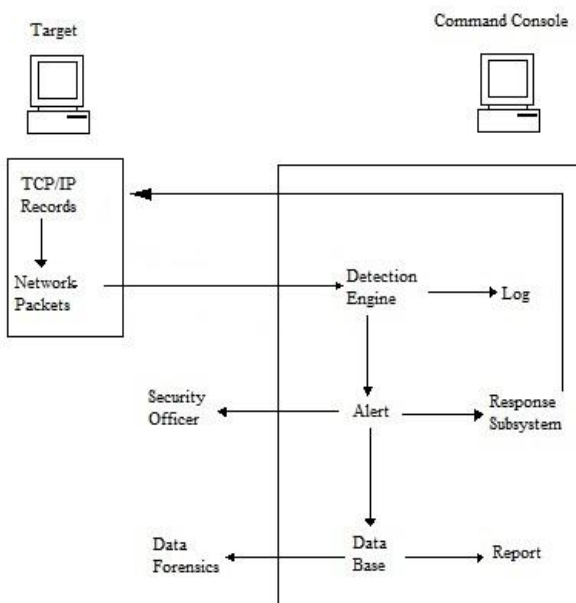 Target
Command Console
TCP/IP
Records
Network
Packets
Detection
Engine
Log
Security
Officer
Alert
Response
Subsystem
Data
Forensics
Data
Base
Report